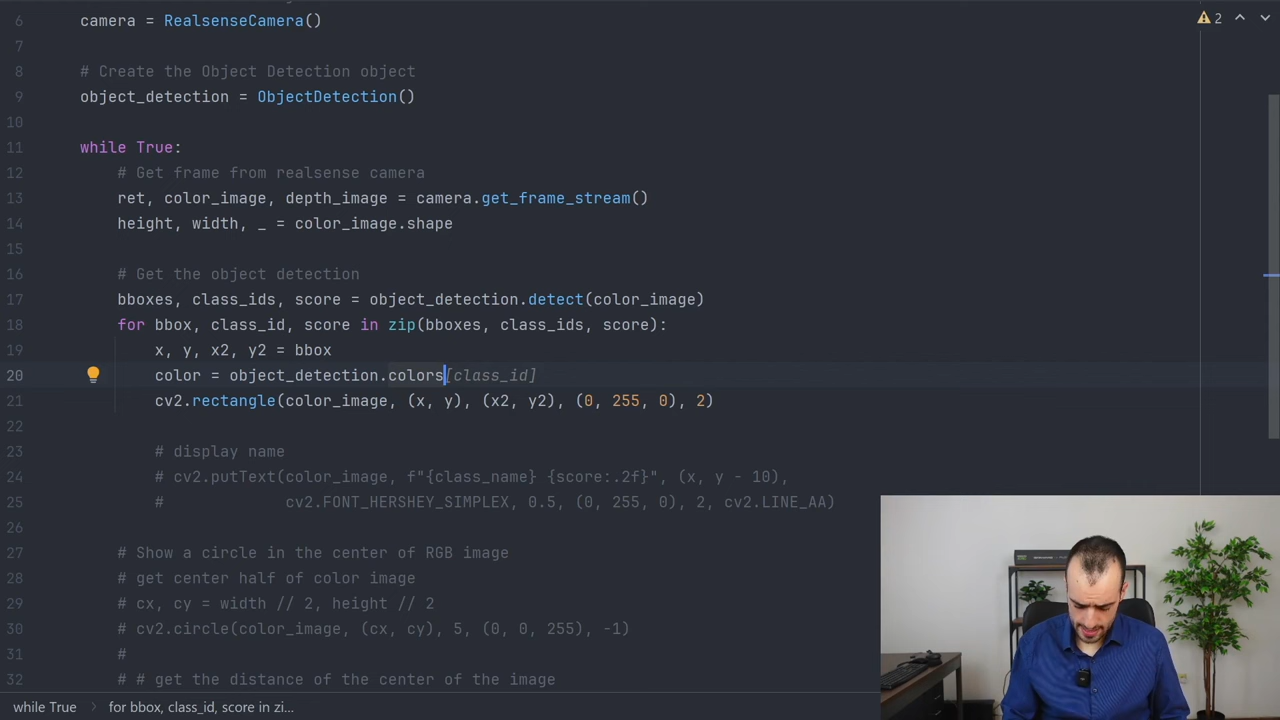 6 camera = RealsenseCamera()
2
7
8 # Create the Object Detection object
9 object_detection = ObjectDetection()
10
11 while True:
12 # Get frame from realsense camera
13 ret, color_image, depth_image = camera.get_frame_stream()
14 height, width, _ = color_image.shape
15
16 # Get the object detection
17 bboxes, class_ids, score = object_detection.detect(color_image)
18 for bbox, class_id, score in zip(bboxes, class_ids, score):
19 x, y, x2, y2 = bbox
20 color = object_detection.colors[class_id]
21 cv2.rectangle(color_image, (x, y), (x2, y2), (0, 255, 0), 2)
22
23 # display name
24 # cv2.putText(color_image, f"{class_name} {score:.2f}", (x, y - 10),
25 # cv2.FONT_HERSHEY_SIMPLEX, 0.5, (0, 255, 0), 2, cv2.LINE_AA)
26
27 # Show a circle in the center of RGB image
28 # get center half of color image
29 # cx, cy = width // 2, height // 2
30 # cv2.circle(color_image, (cx, cy), 5, (0, 0, 255), -1)
31 #
32 # # get the distance of the center of the image
while True > for bbox, class_id, score in zi...